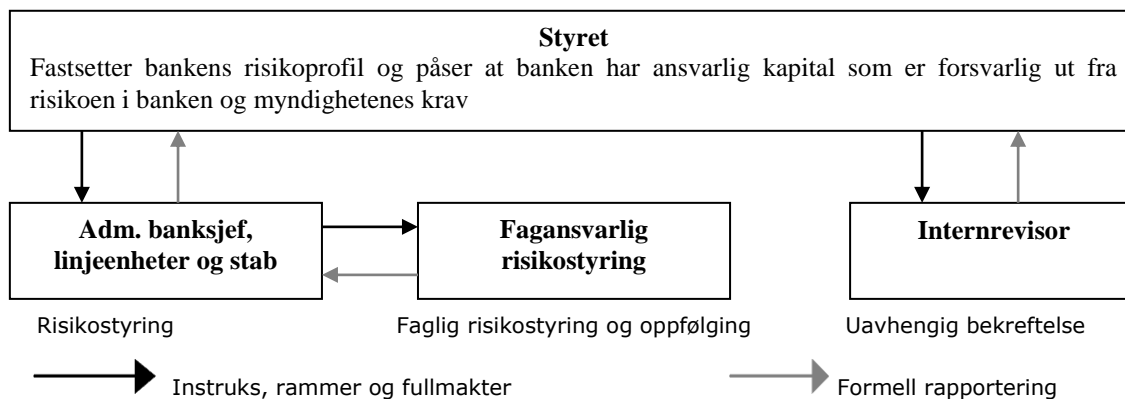 Styret
Fastsetter bankens risikoprofil og påser at banken har ansvarlig kapital som er forsvarlig ut fra
risikoen i banken og myndighetenes krav
Adm. banksjef,
linjeenheter og stab
Fagansvarlig
risikostyring
Internrevisor
Risikostyring
Faglig risikostyring og oppfølging
Uavhengig bekreftelse
Instruks, rammer og fullmakter
Formell rapportering